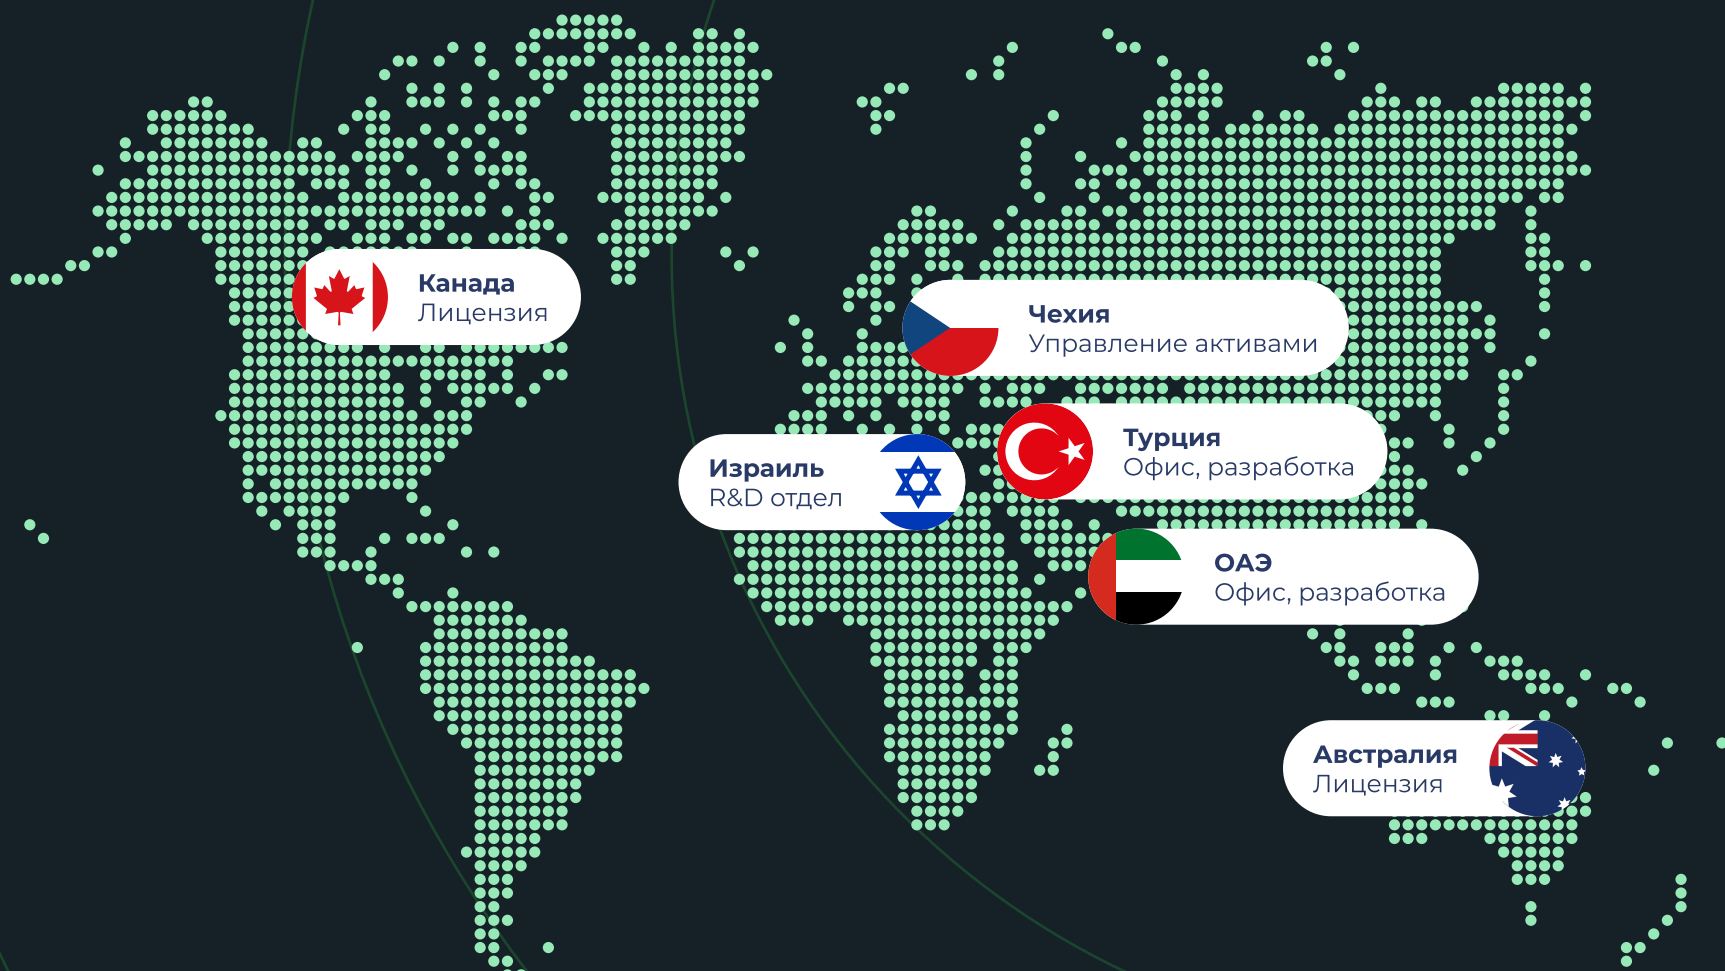 Канада
Лицензия
Чехия
Управление активами
Турция
Офис, разработка
Израиль
R&D отдел
ОАЭ
Офис, разработка
Австралия
Лицензия